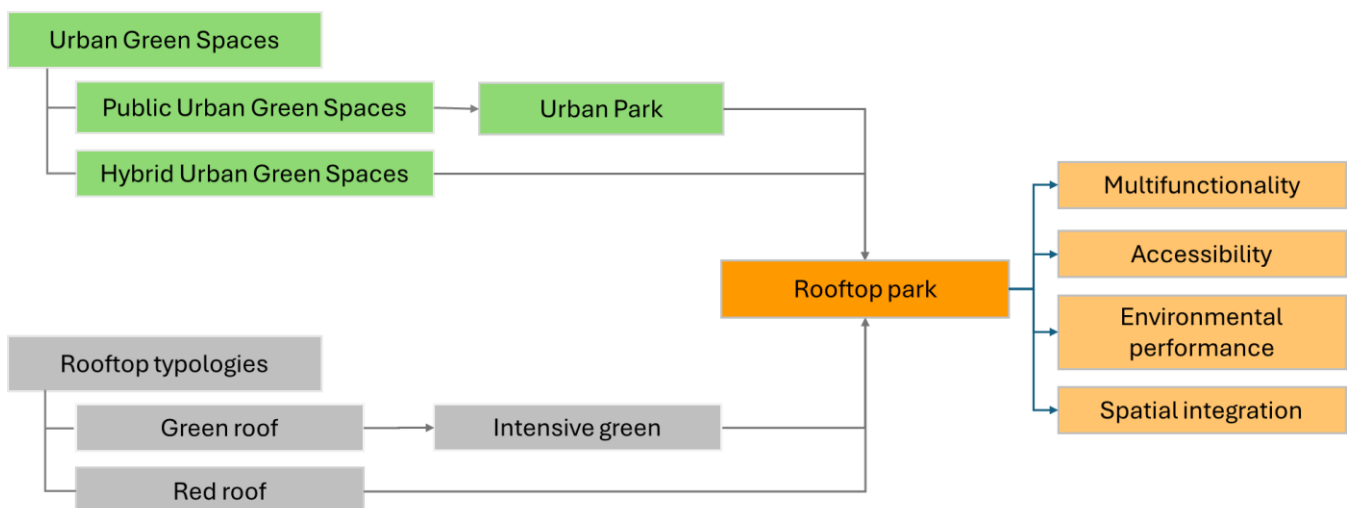 Urban Green Spaces
Public Urban Green Spaces
Urban Park
Hybrid Urban Green Spaces
Multifunctionality
Accessibility
Rooftop park
Environmental
performance
Spatial integration
Rooftop typologies
Green roof
Intensive green
Red roof